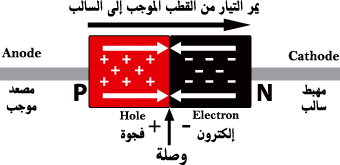 يمر التيار من القطب الموجب إلى السالب
Anode Cathode
مصعد P N مهبط
موجب سالب
Hole + - Electron
فجوة إلكترون
وصلة